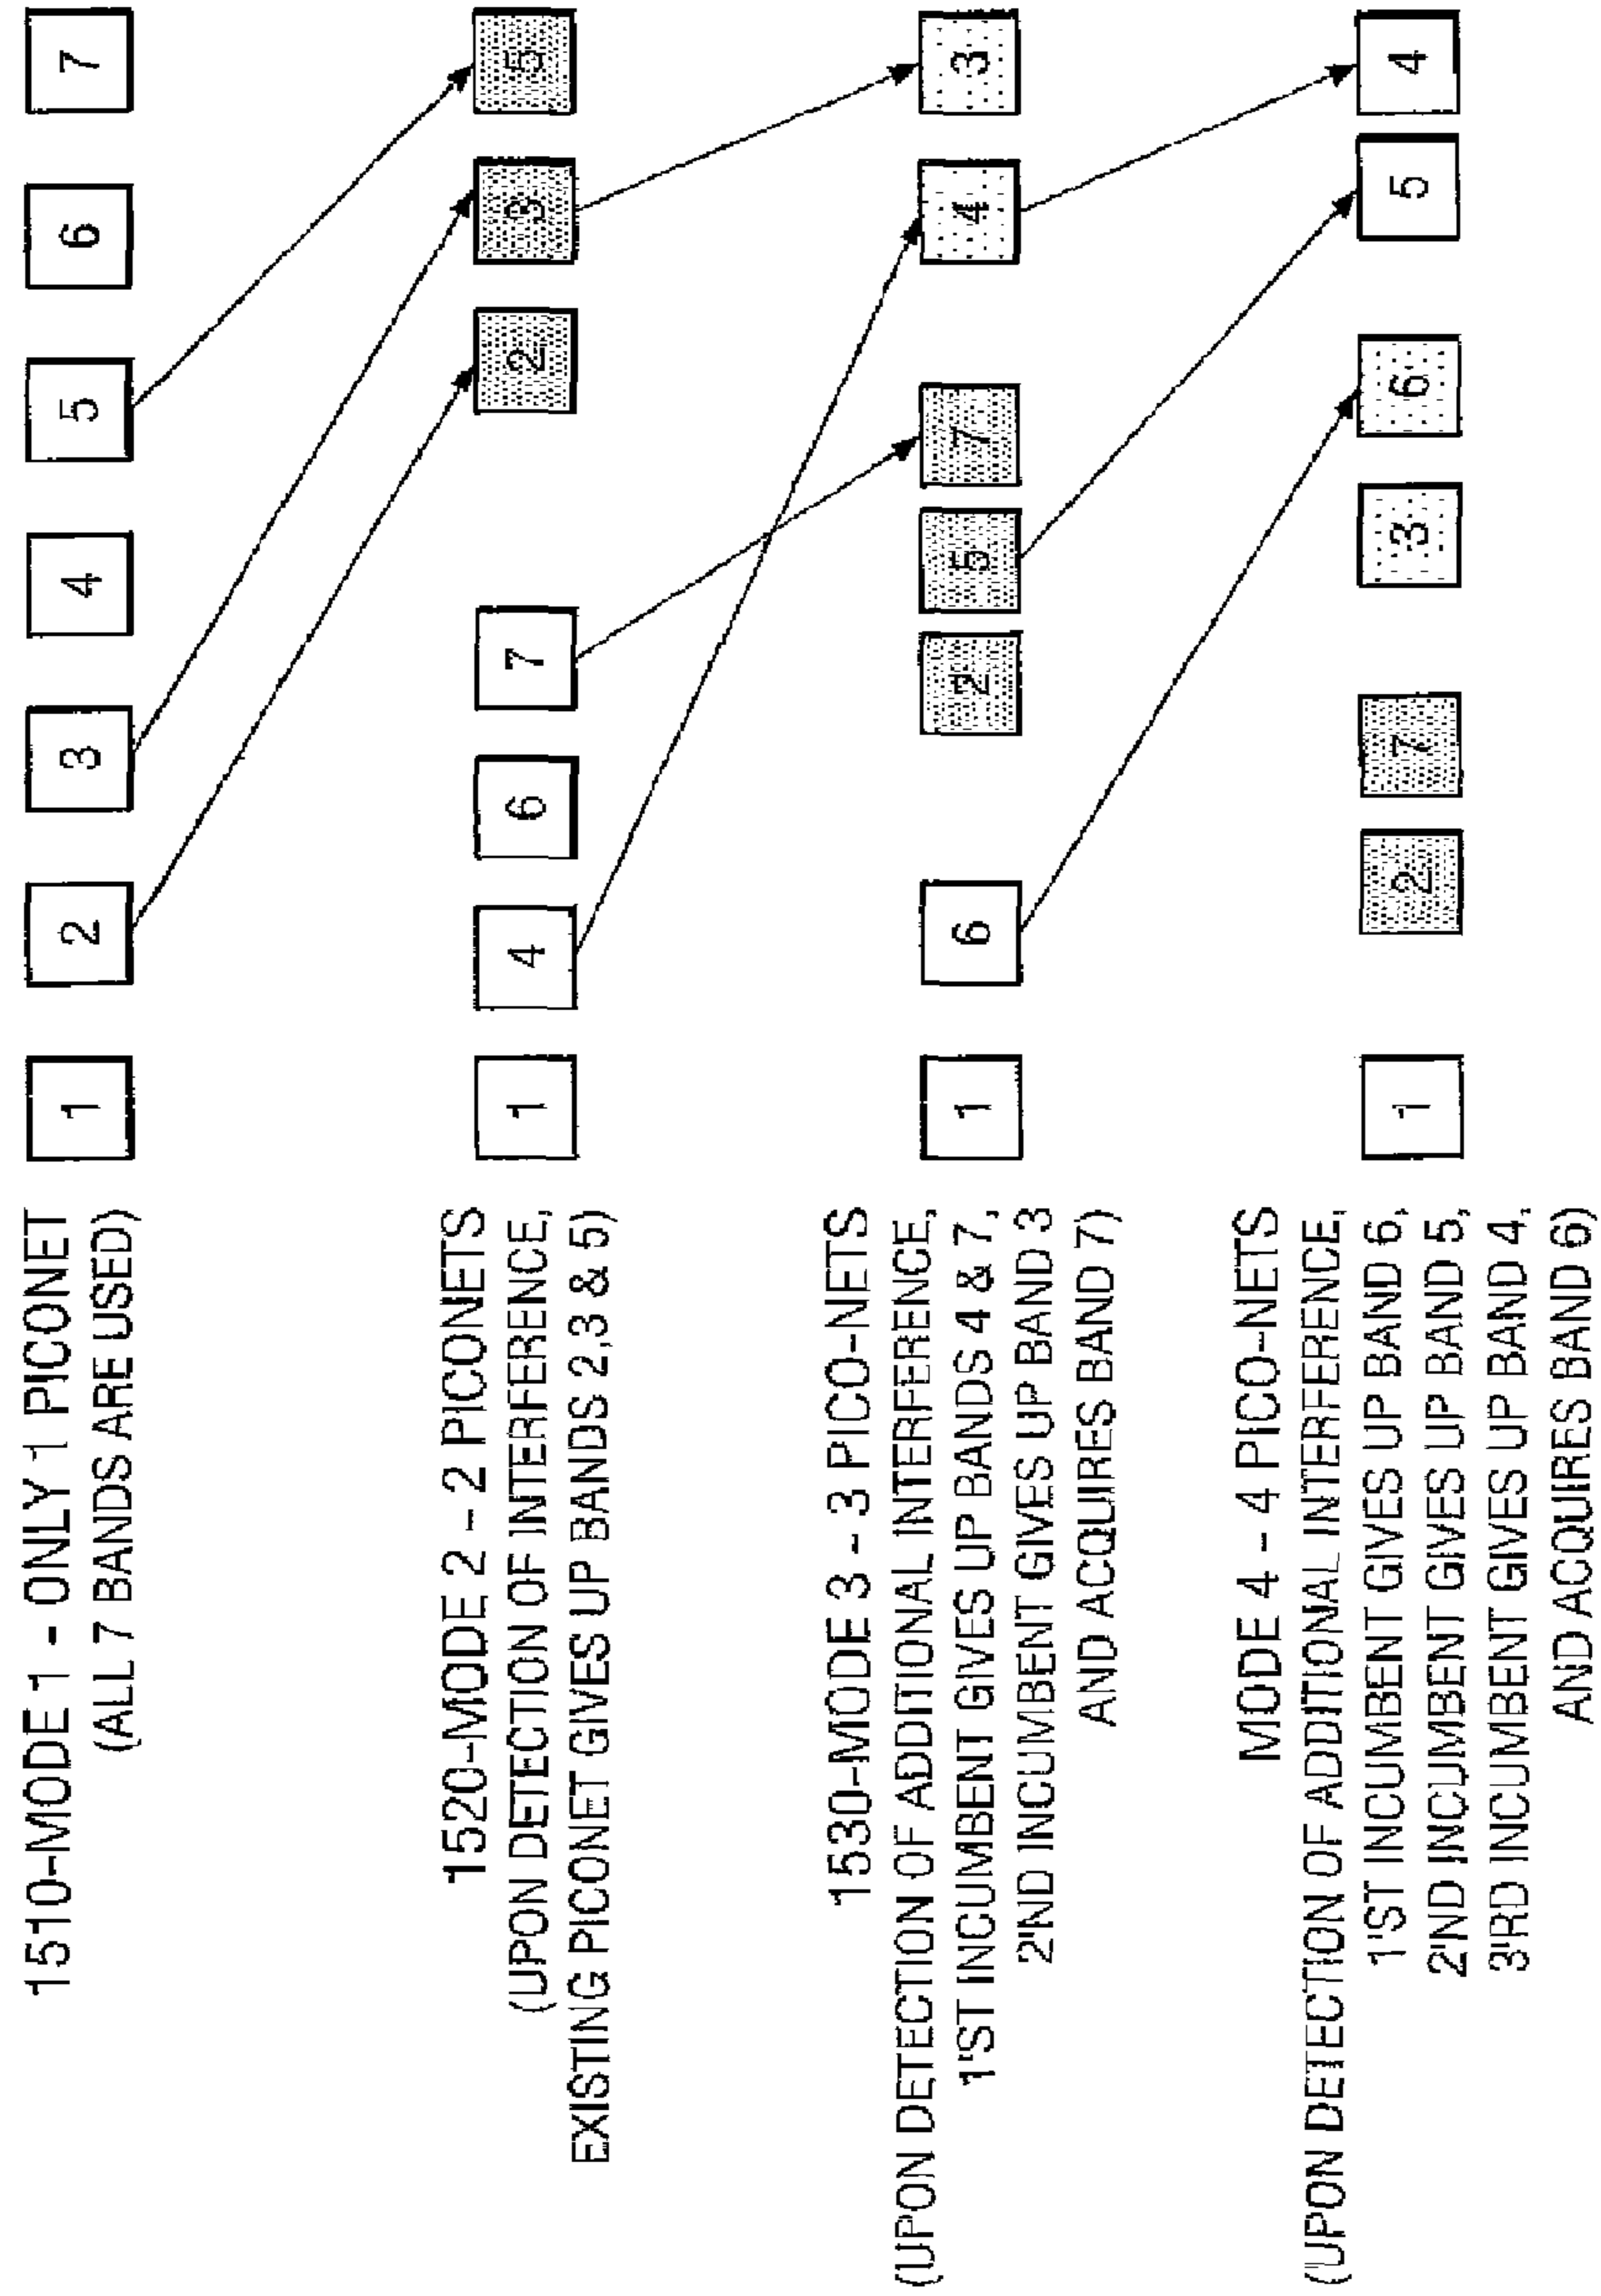 1510-MODE 1 - ONLY 1 PICONET
(ALL 7 BANDS ARE USED)
1 2 3 4 5 6 7
1520-MODE 2 - 2 PICONETS
(UPON DETECTION OF INTERFERENCE,
EXISTING PICONET GIVES UP BANDS 2,3 & 5)
1 4 6 7 2 3 5
1530-MODE 3 - 3 PICO-NETS
(UPON DETECTION OF ADDITIONAL INTERFERENCE,
1'ST INCUMBENT GIVES UP BANDS 4 & 7,
2'ND INCUMBENT GIVES UP BAND 3
AND ACQUIRES BAND 7)
1 6 2 5 7 4 3
MODE 4 - 4 PICO-NETS
(UPON DETECTION OF ADDITIONAL INTERFERENCE,
1'ST INCUMBENT GIVES UP BAND 6,
2'ND INCUMBENT GIVES UP BAND 5,
3'RD INCUMBENT GIVES UP BAND 4,
AND ACQUIRES BAND 6)
1 2 7 3 6 5 4